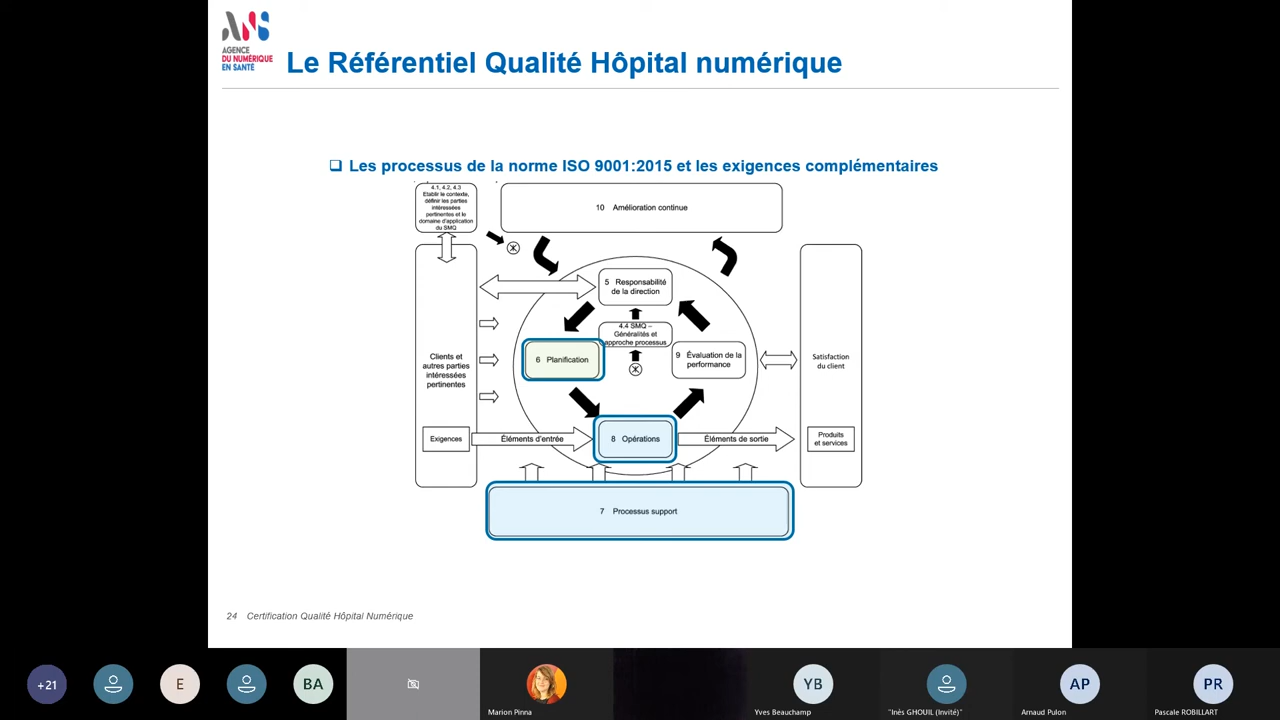 ANS
AGENCE
DU NUMÉRIQUE
EN SANTÉ
Le Référentiel Qualité Hôpital numérique
Les processus de la norme ISO 9001:2015 et les exigences complémentaires
4.1, 4.2, 4.3
Etablir le contexte,
définir les parties
intéressées
pertinentes et le
domaine d'application
du SMQ
10 Amélioration continue
5 Responsabilité
de la direction
4.4 SMQ –
Généralités et
approche processus
6 Planification
9 Évaluation de la
performance
Clients et
autres parties
intéressées
pertinentes
Satisfaction
du client
Exigences
Éléments d'entrée
8 Opérations
Éléments de sortie
Produits
et services
7 Processus support
24 Certification Qualité Hôpital Numérique
+21
E
BA
Marion Pinna
YB
Yves Beauchamp
"Inès GHOUIL (Invité)"
AP
Arnaud Pulon
PR
Pascale ROBILLART